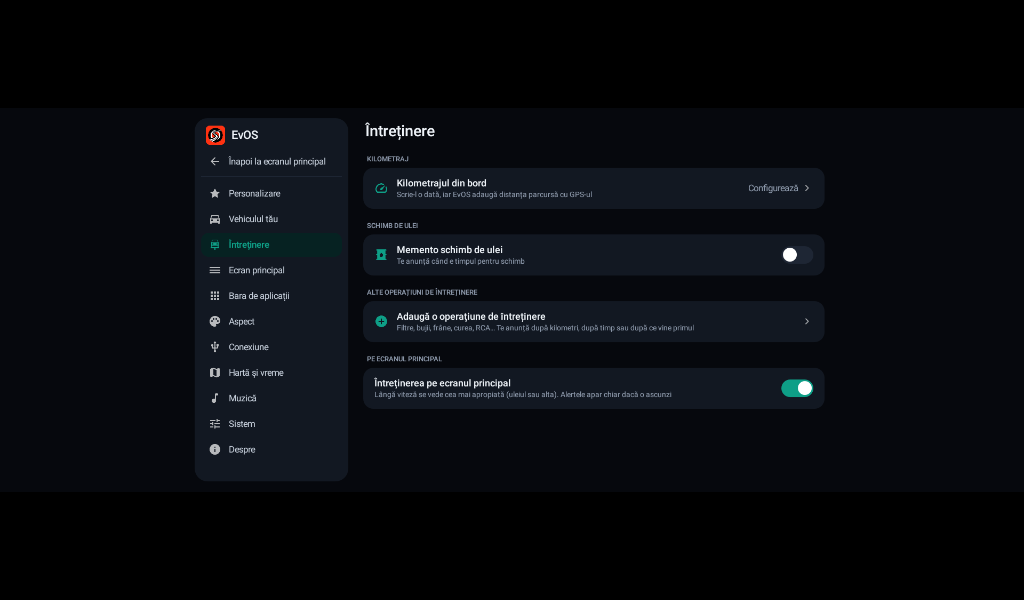 EvOS
Înapoi la ecranul principal
Personalizare
Vehiculul tău
Întreținere
Ecran principal
Bara de aplicații
Aspect
Conexiune
Hartă și vreme
Muzică
Sistem
Despre
Întreținere
KILOMETRAJ
Kilometrajul din bord
Scrie-l o dată, iar EvOS adaugă distanța parcursă cu GPS-ul
Configurează
SCHIMB DE ULEI
Memento schimb de ulei
Te anunță când e timpul pentru schimb
ALTE OPERAȚIUNI DE ÎNTREȚINERE
Adaugă o operațiune de întreținere
Filtre, bujii, frâne, curea, RCA... Te anunță după kilometri, după timp sau după ce vine primul
PE ECRANUL PRINCIPAL
Întreținerea pe ecranul principal
Lângă viteză se vede cea mai apropiată (uleiul sau alta). Alertele apar chiar dacă o ascunzi